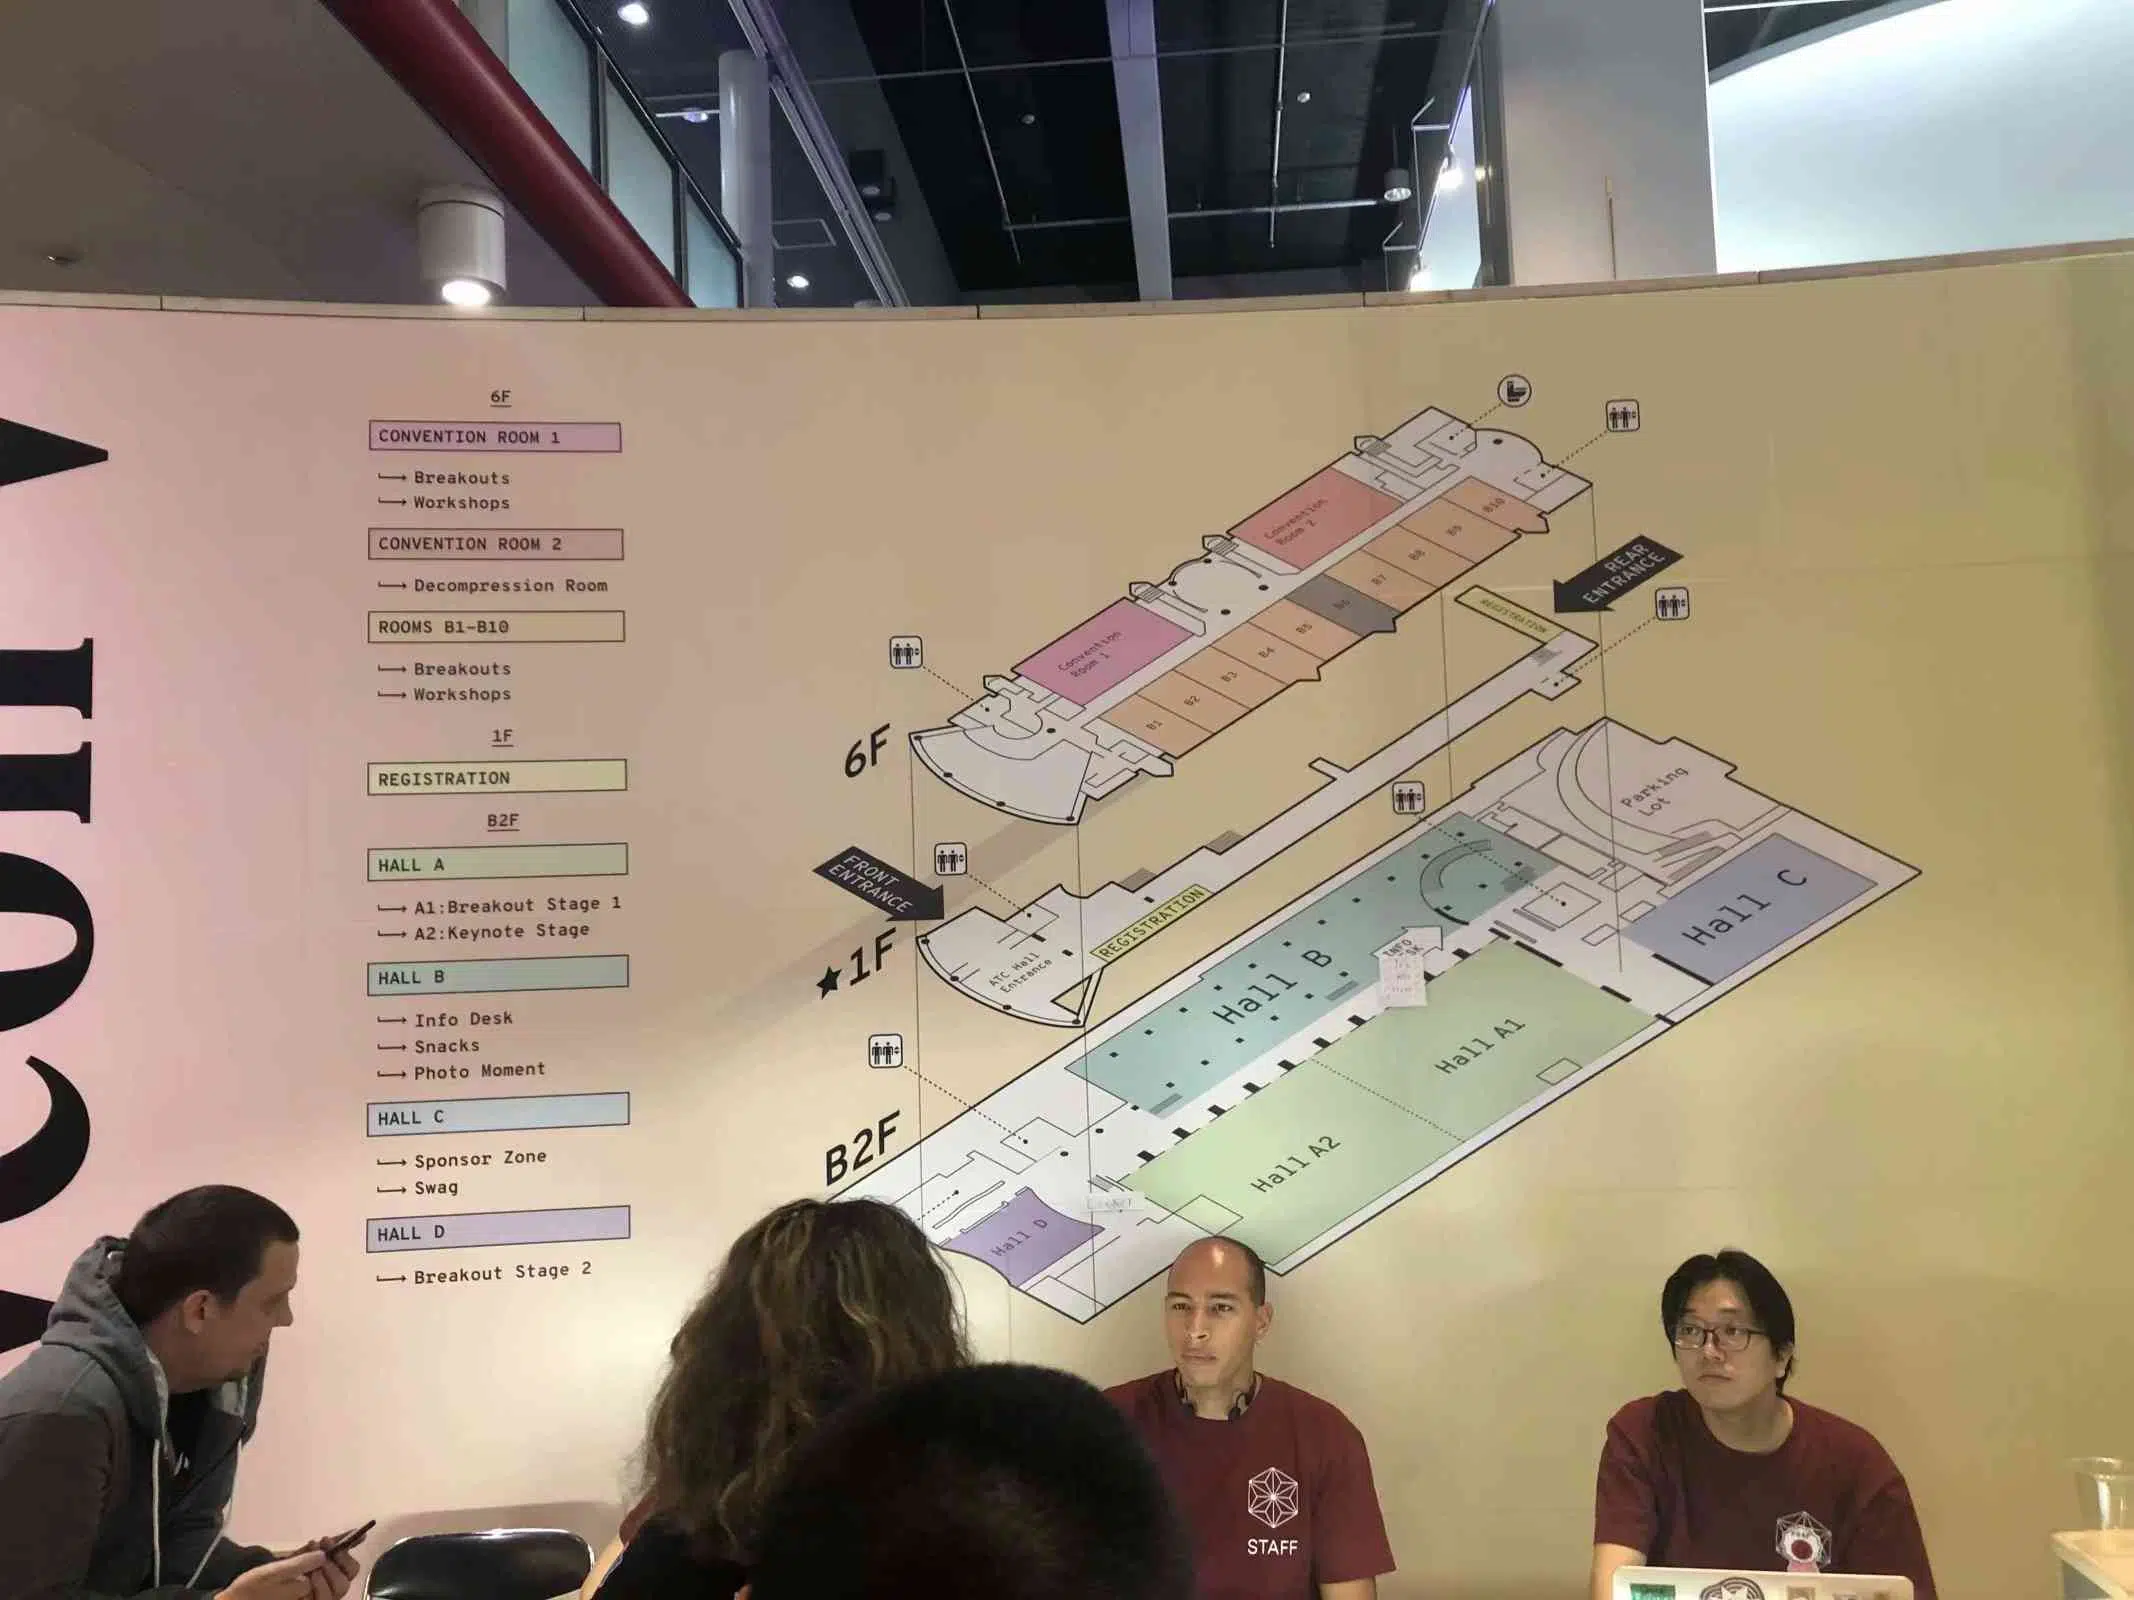 6F
CONVENTION ROOM 1
Breakouts
Workshops
CONVENTION ROOM 2
Decompression Room
ROOMS B1-B10
Breakouts
Workshops
1F
REGISTRATION
B2F
HALL A
A1:Breakout Stage 1
A2:Keynote Stage
HALL B
Info Desk
Snacks
Photo Moment
HALL C
Sponsor Zone
Swag
HALL D
Breakout Stage 2
6F
Convention
Room 1
Convention
Room 2
B1
B2
B3
B4
B5
B6
B7
B8
B9
B10
REAR
ENTRANCE
REGISTRATION
FRONT
ENTRANCE
★1F
ATC Hall
Entrance
REGISTRATION
B2F
Parking
Lot
Hall B
INFO
Hall C
Hall A1
Hall A2
Hall D
STAFF